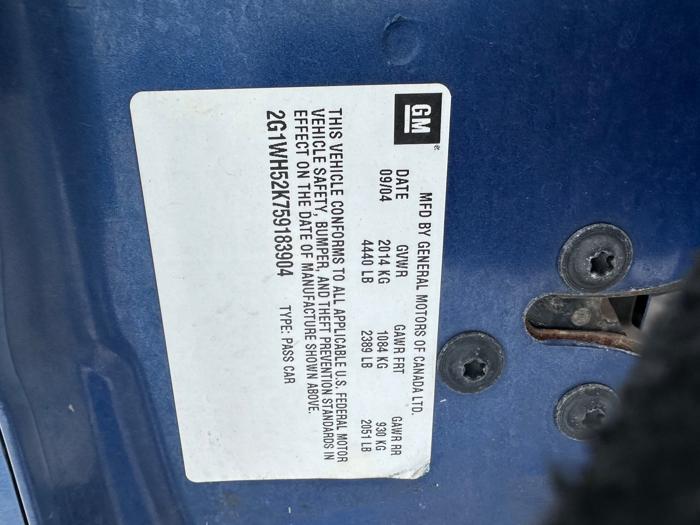 GM
MFD BY GENERAL MOTORS OF CANADA LTD.
DATE GVWR GAWR FRT GAWR RR
09/04 2014 KG 1084 KG 930 KG
4440 LB 2389 LB 2051 LB
THIS VEHICLE CONFORMS TO ALL APPLICABLE U.S. FEDERAL MOTOR
VEHICLE SAFETY, BUMPER, AND THEFT PREVENTION STANDARDS IN
EFFECT ON THE DATE OF MANUFACTURE SHOWN ABOVE.
2G1WH52K759183904 TYPE: PASS CAR